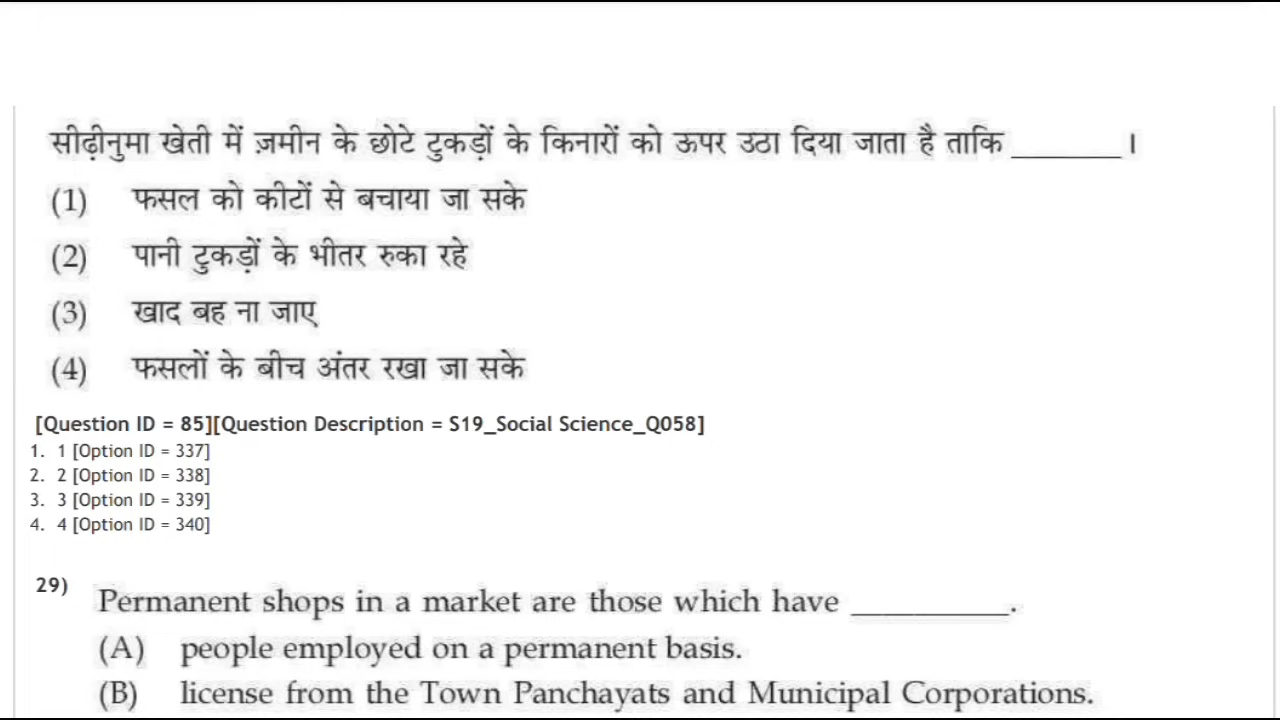 सीढ़ीनुमा खेती में ज़मीन के छोटे टुकड़ों के किनारों को ऊपर उठा दिया जाता है ताकि ________ ।
(1) फसल को कीटों से बचाया जा सके
(2) पानी टुकड़ों के भीतर रुका रहे
(3) खाद बह ना जाए
(4) फसलों के बीच अंतर रखा जा सके
[Question ID = 85][Question Description = S19_Social Science_Q058]
1. 1 [Option ID = 337]
2. 2 [Option ID = 338]
3. 3 [Option ID = 339]
4. 4 [Option ID = 340]
29) Permanent shops in a market are those which have __________.
(A) people employed on a permanent basis.
(B) license from the Town Panchayats and Municipal Corporations.